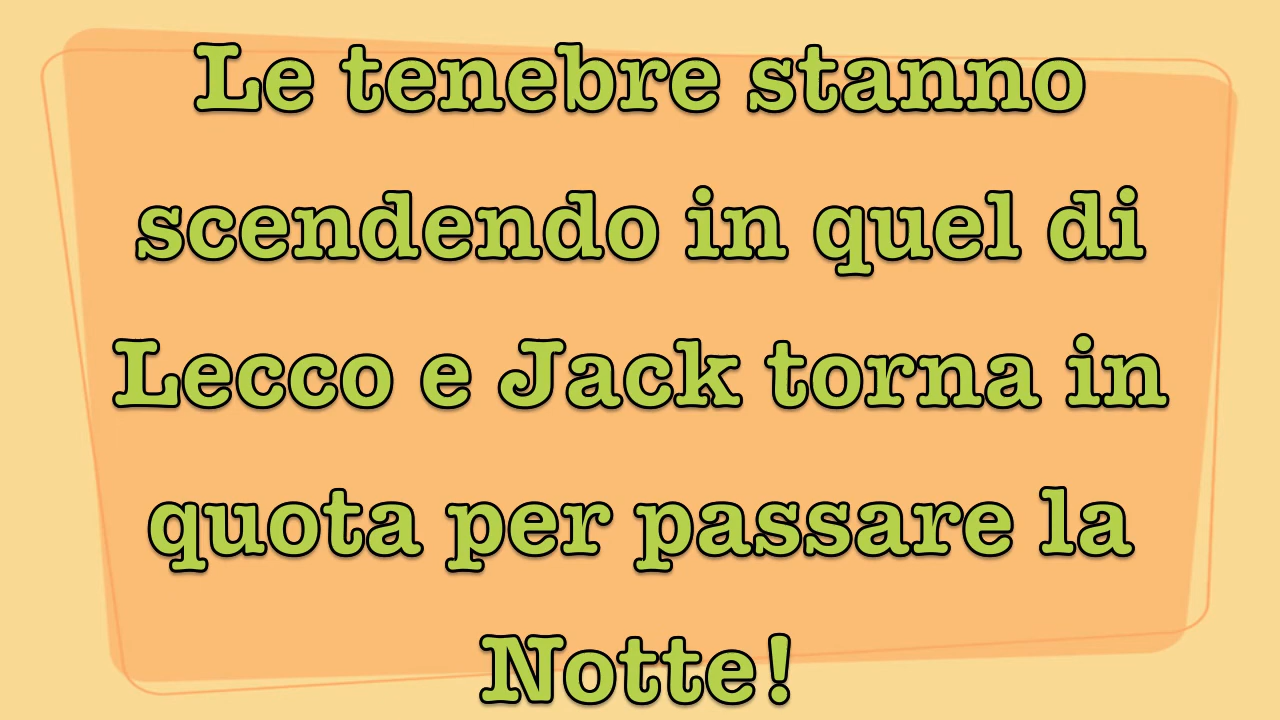 Le tenebre stanno
scendendo in quel di
Lecco e Jack torna in
quota per passare la
Notte!